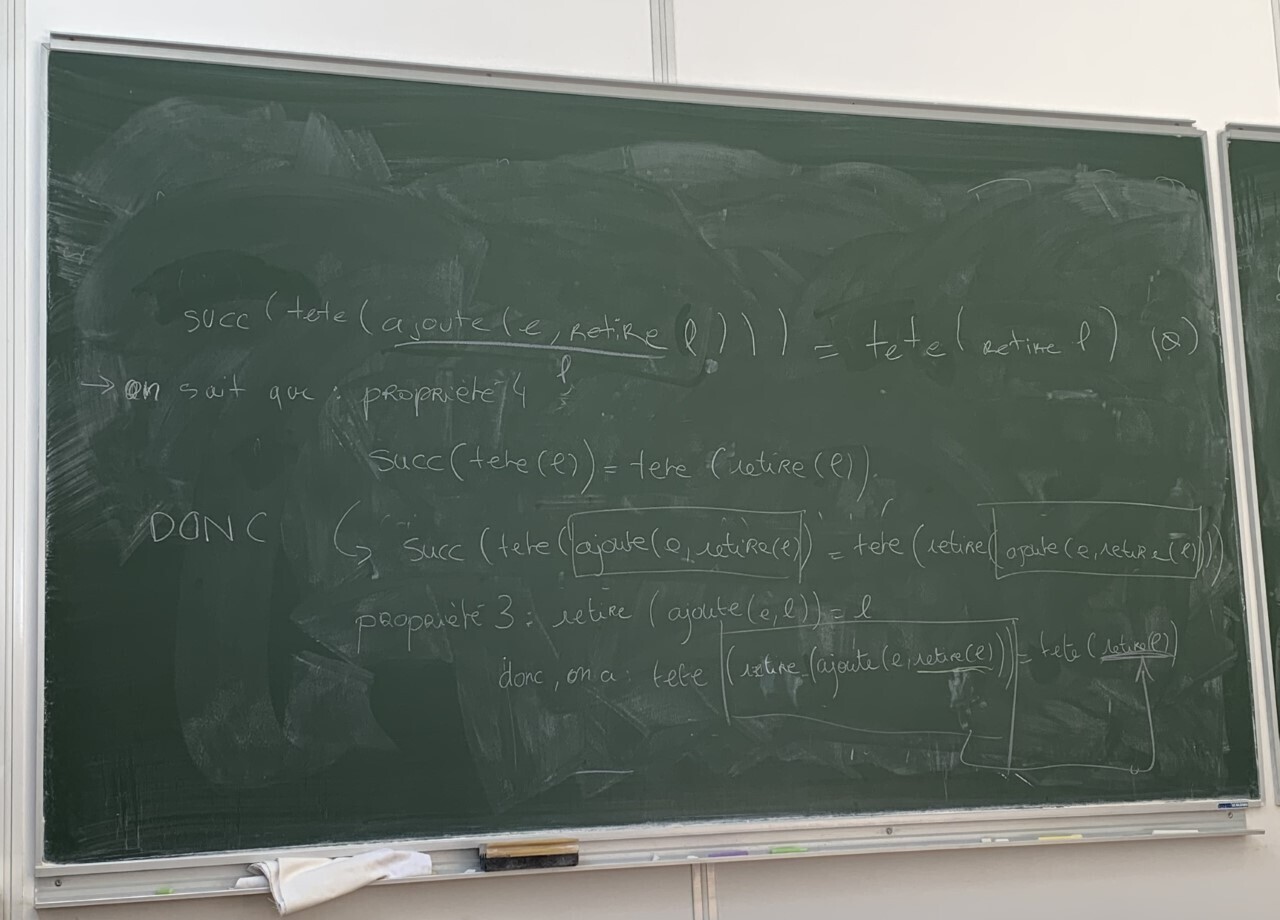 succ (tete (ajoute (e, retire l))) = tete (retire l) (@)
l
→ on sait que : propriété 4
succ (tete (l)) = tete (retire (l)).
DONC ↳ succ (tete (ajoute (e, retire (l)) = tete (retire( ajoute (e, retire (l))))
propriété 3 : retire (ajoute (e, l)) = l
donc, on a : tete (retire (ajoute (e, retire (l))) = tete (retire(l))